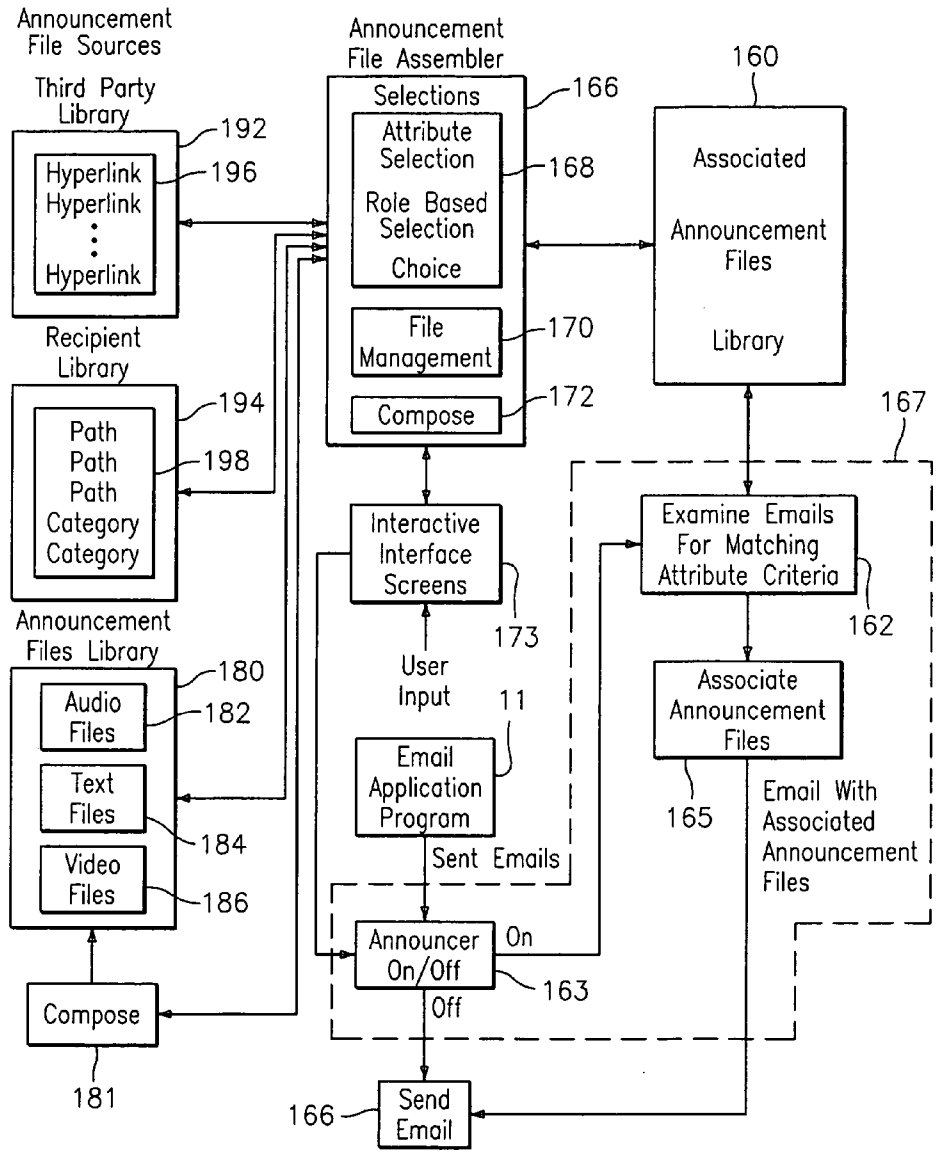 Announcement
File Sources
Third Party
Library
192
Hyperlink
Hyperlink
Hyperlink
196
Recipient
Library
194
Path
Path
Path
Category
Category
198
Announcement
Files Library
180
Audio
Files
182
Text
Files
184
Video
Files
186
Compose
181
Announcement
File Assembler
166
Selections
Attribute
Selection
Role Based
Selection
Choice
168
File
Management
170
Compose
172
Interactive
Interface
Screens
173
User
Input
Email
Application
Program
11
Sent Emails
Announcer
On/Off
163
On
Off
Send
Email
166
160
Associated
Announcement
Files
Library
167
Examine Emails
For Matching
Attribute Criteria
162
Associate
Announcement
Files
165
Email With
Associated
Announcement
Files